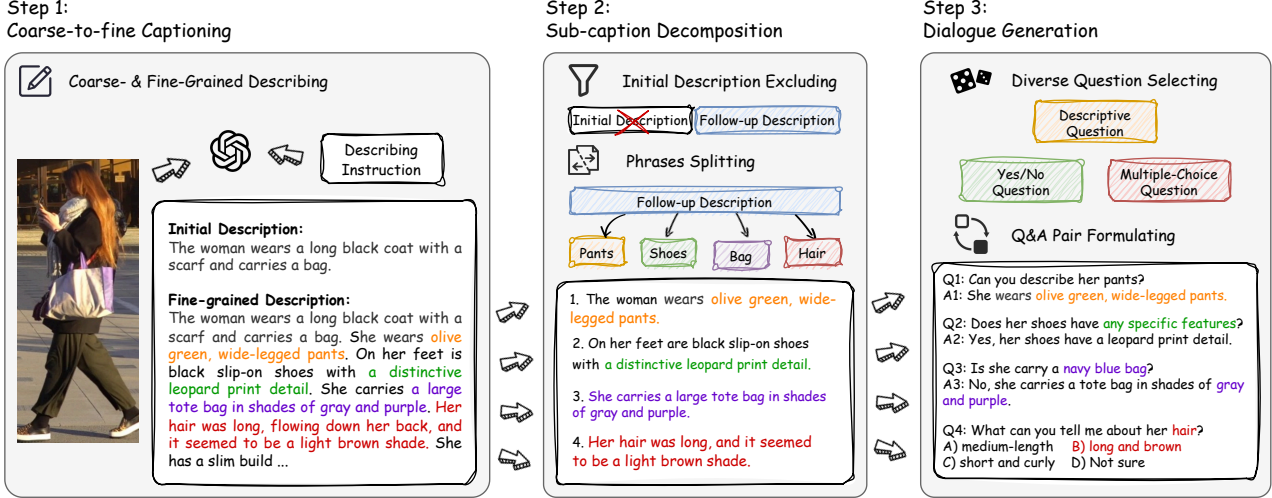 Step 1:
Coarse-to-fine Captioning
Coarse- & Fine-Grained Describing
Describing
Instruction
Initial Description:
The woman wears a long black coat with a
scarf and carries a bag.
Fine-grained Description:
The woman wears a long black coat with a
scarf and carries a bag. She wears olive
green, wide-legged pants. On her feet is
black slip-on shoes with a distinctive
leopard print detail. She carries a large
tote bag in shades of gray and purple. Her
hair was long, flowing down her back, and
it seemed to be a light brown shade. She
has a slim build ...
Step 2:
Sub-caption Decomposition
Initial Description Excluding
Initial Description
Follow-up Description
Phrases Splitting
Follow-up Description
Pants
Shoes
Bag
Hair
1. The woman wears olive green, wide-
legged pants.
2. On her feet are black slip-on shoes
with a distinctive leopard print detail.
3. She carries a large tote bag in shades
of gray and purple.
4. Her hair was long, and it seemed
to be a light brown shade.
Step 3:
Dialogue Generation
Diverse Question Selecting
Descriptive
Question
Yes/No
Question
Multiple-Choice
Question
Q&A Pair Formulating
Q1: Can you describe her pants?
A1: She wears olive green, wide-legged pants.
Q2: Does her shoes have any specific features?
A2: Yes, her shoes have a leopard print detail.
Q3: Is she carry a navy blue bag?
A3: No, she carries a tote bag in shades of gray
and purple.
Q4: What can you tell me about her hair?
A) medium-length B) long and brown
C) short and curly D) Not sure